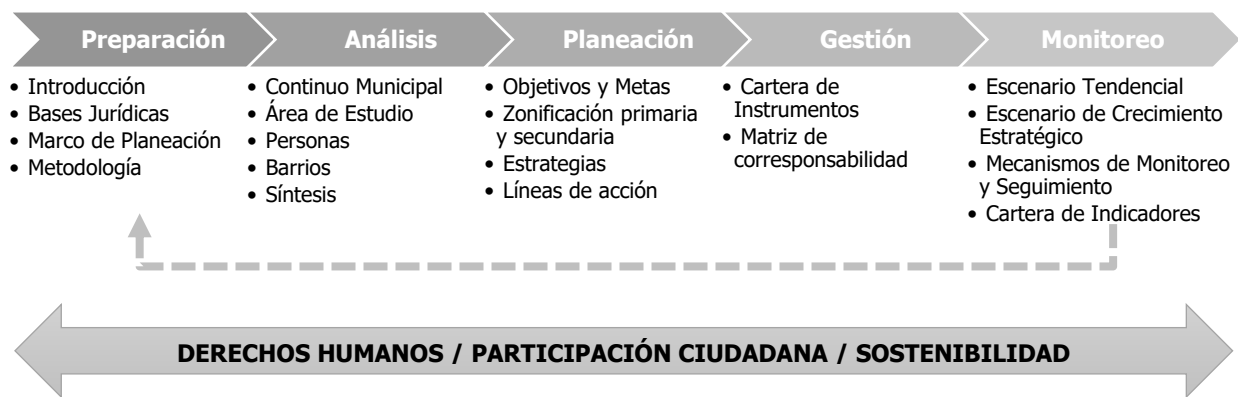 Preparación
Análisis
Planeación
Gestión
Monitoreo
• Introducción
• Bases Jurídicas
• Marco de Planeación
• Metodología
• Continuo Municipal
• Área de Estudio
• Personas
• Barrios
• Síntesis
• Objetivos y Metas
• Zonificación primaria
y secundaria
• Estrategias
• Líneas de acción
• Cartera de
Instrumentos
• Matriz de
corresponsabilidad
• Escenario Tendencial
• Escenario de Crecimiento
Estratégico
• Mecanismos de Monitoreo
y Seguimiento
• Cartera de Indicadores
DERECHOS HUMANOS / PARTICIPACIÓN CIUDADANA / SOSTENIBILIDAD